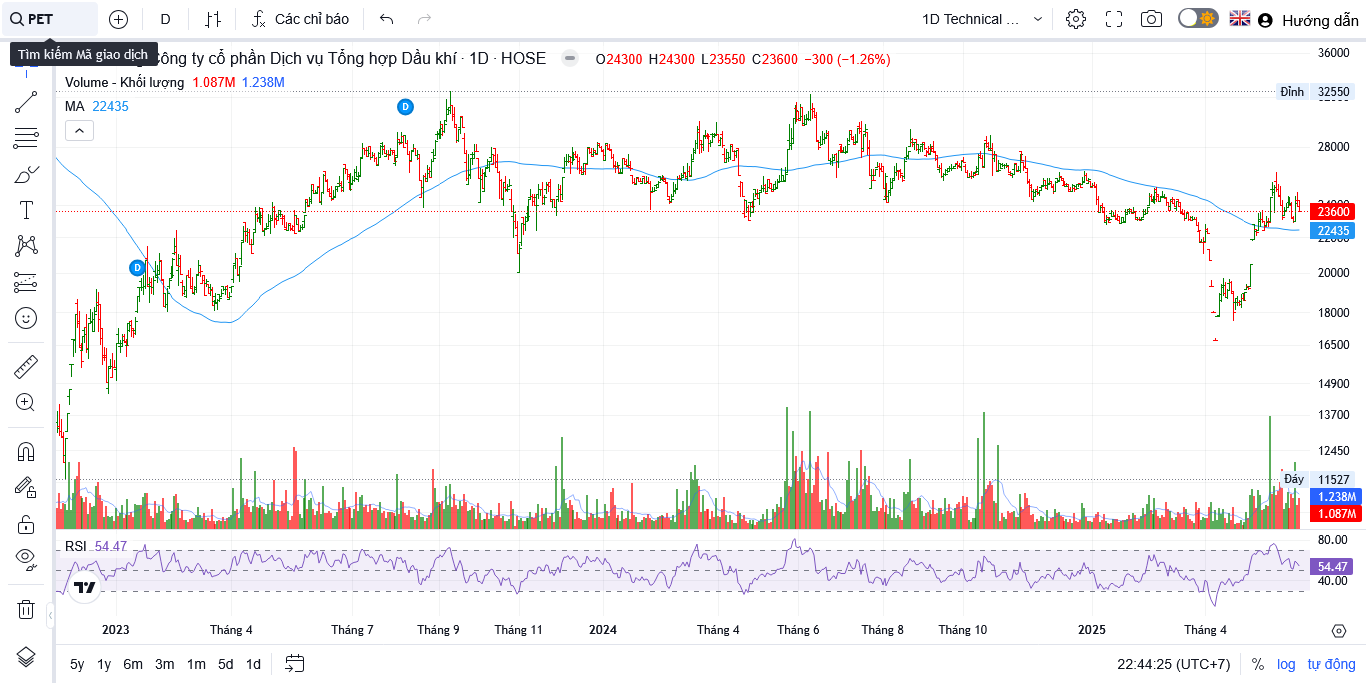 PET D Các chỉ báo 1D Technical ... Hướng dẫn
Tìm kiếm Mã giao dịch
Công ty cổ phần Dịch vụ Tổng hợp Dầu khí · 1D · HOSE O24300 H24300 L23550 C23600 −300 (−1.26%)
Volume - Khối lượng 1.087M 1.238M
MA 22435
D
D
36000
Đỉnh 32550
28000
23600
22435
22000
20000
18000
16500
14900
13700
12450
Đáy 11527
1.238M
1.087M
RSI 54.47
80.00
54.47
40.00
2023 Tháng 4 Tháng 7 Tháng 9 Tháng 11 2024 Tháng 4 Tháng 6 Tháng 8 Tháng 10 2025 Tháng 4
5y 1y 6m 3m 1m 5d 1d 22:44:25 (UTC+7) % log tự động